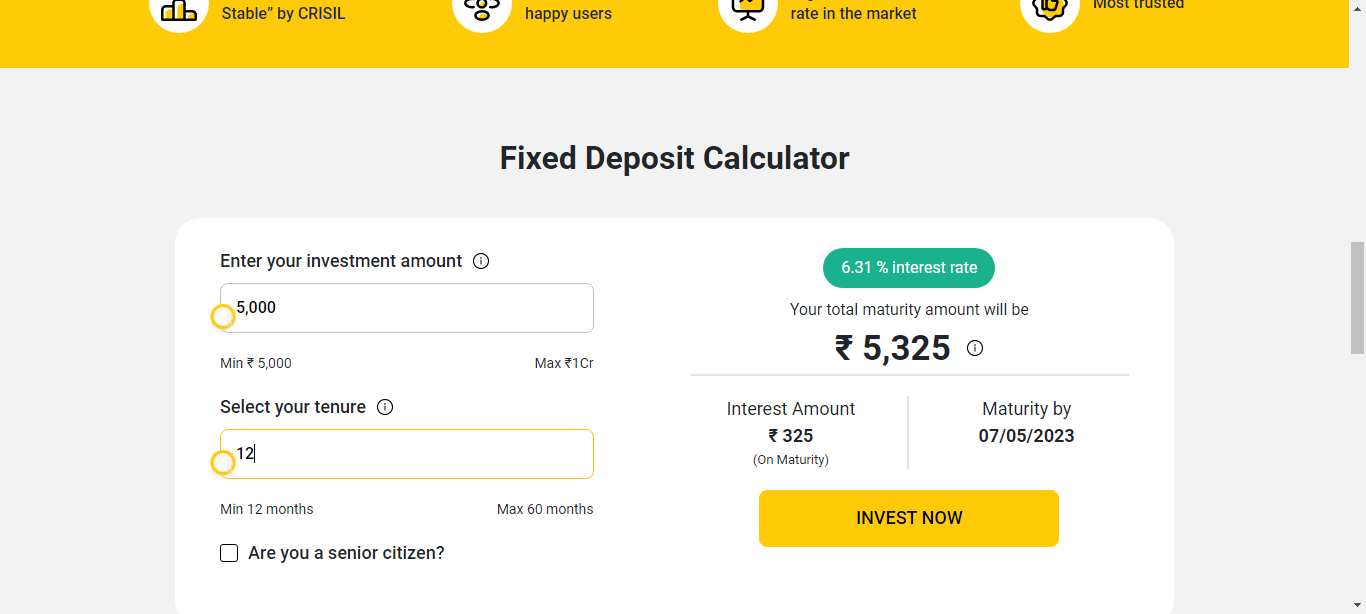 Stable” by CRISIL
happy users
rate in the market
Most trusted
Fixed Deposit Calculator
Enter your investment amount
5,000
Min ₹ 5,000
Max ₹1Cr
Select your tenure
12
Min 12 months
Max 60 months
Are you a senior citizen?
6.31 % interest rate
Your total maturity amount will be
₹ 5,325
Interest Amount
₹ 325
(On Maturity)
Maturity by
07/05/2023
INVEST NOW